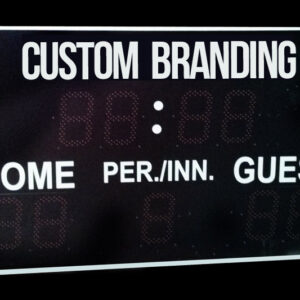 CUSTOM BRANDING
:
OME PER./INN. GUES